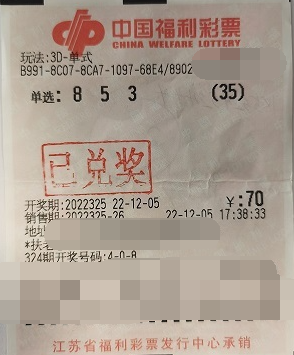 中国福利彩票
CHINA WELFARE LOTTERY
玩法:3D-单式
B991-8C07-8CA7-1097-68E4/8902
单选: 8 5 3 (35)
已兑奖
开奖期:2022325 22-12-05 ¥:70
销售期:2022325-26 22-12-05 17:38:33
地址
*扶老
324期开奖号码:4-0-8
江苏省福利彩票发行中心承销